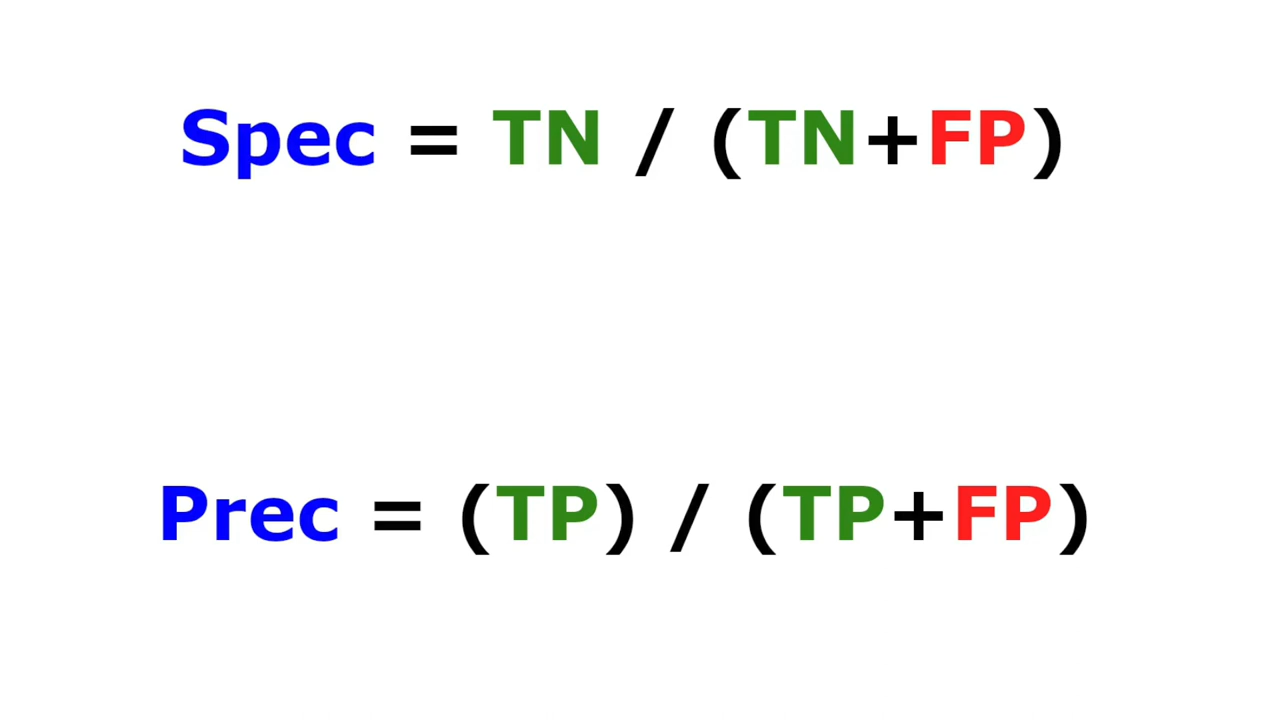 Spec = TN / (TN+FP)
Prec = (TP) / (TP+FP)